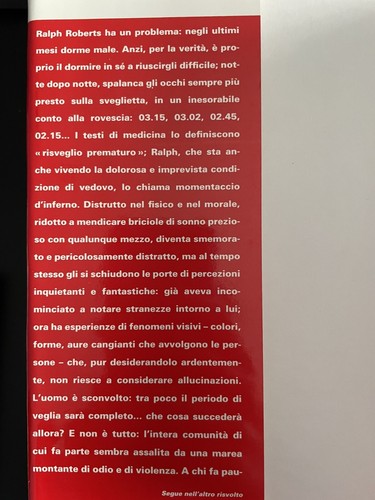 Ralph Roberts ha un problema: negli ultimi
mesi dorme male. Anzi, per la verità, è pro-
prio il dormire in sé a riuscirgli difficile; not-
te dopo notte, spalanca gli occhi sempre più
presto sulla sveglietta, in un inesorabile
conto alla rovescia: 03.15, 03.02, 02.45,
02.15... I testi di medicina lo definiscono
«risveglio prematuro»; Ralph, che sta an-
che vivendo la dolorosa e imprevista condi-
zione di vedovo, lo chiama momentaccio
d'inferno. Distrutto nel fisico e nel morale,
ridotto a mendicare briciole di sonno prezio-
so con qualunque mezzo, diventa smemora-
to e pericolosamente distratto, ma al tempo
stesso gli si schiudono le porte di percezioni
inquietanti e fantastiche: già aveva inco-
minciato a notare stranezze intorno a lui;
ora ha esperienze di fenomeni visivi – colori,
forme, aure cangianti che avvolgono le per-
sone – che, pur desiderandolo ardentemen-
te, non riesce a considerare allucinazioni.
L'uomo è sconvolto: tra poco il periodo di
veglia sarà completo... che cosa succederà
allora? E non è tutto: l'intera comunità di
cui fa parte sembra assalita da una marea
montante di odio e di violenza. A chi fa pau-
Segue nell'altro risvolto